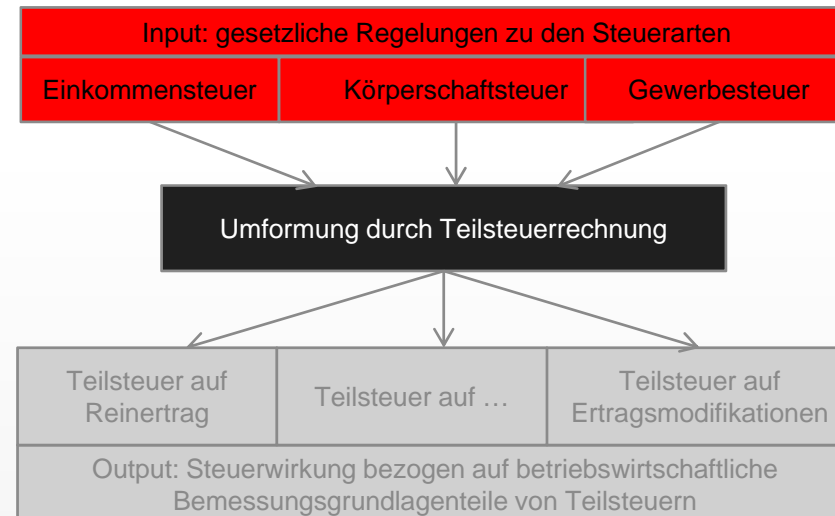 Input: gesetzliche Regelungen zu den Steuerarten
Einkommensteuer
Körperschaftsteuer
Gewerbesteuer
Umformung durch Teilsteuerrechnung
Teilsteuer auf
Reinertrag
Teilsteuer auf …
Teilsteuer auf
Ertragsmodifikationen
Output: Steuerwirkung bezogen auf betriebswirtschaftliche
Bemessungsgrundlagenteile von Teilsteuern